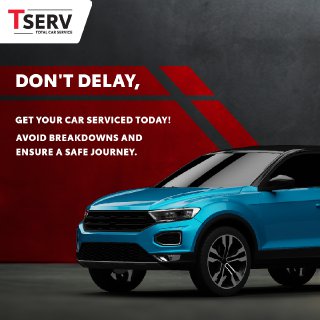 TSERV
TOTAL CAR SERVICE
DON'T DELAY,
GET YOUR CAR SERVICED TODAY!
AVOID BREAKDOWNS AND
ENSURE A SAFE JOURNEY.